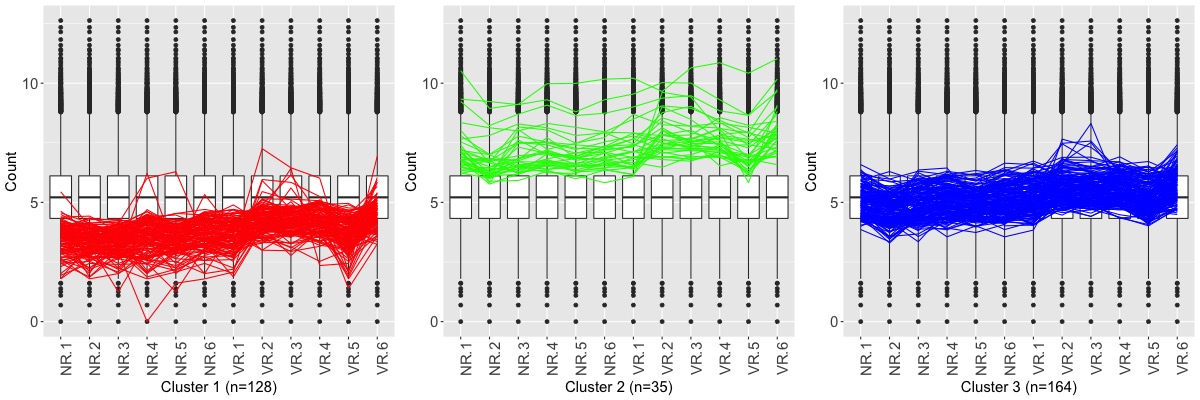 Count
10
5
0
NR.1 NR.2 NR.3 NR.4 NR.5 NR.6 VR.1 VR.2 VR.3 VR.4 VR.5 VR.6
Cluster 1 (n=128)
Count
10
5
0
NR.1 NR.2 NR.3 NR.4 NR.5 NR.6 VR.1 VR.2 VR.3 VR.4 VR.5 VR.6
Cluster 2 (n=35)
Count
10
5
0
NR.1 NR.2 NR.3 NR.4 NR.5 NR.6 VR.1 VR.2 VR.3 VR.4 VR.5 VR.6
Cluster 3 (n=164)